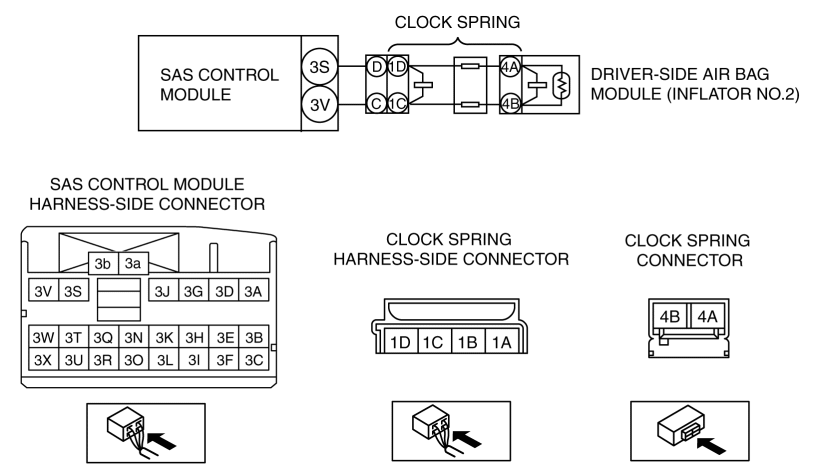 CLOCK SPRING
SAS CONTROL
MODULE
3S
3V
D
1D
C
1C
4A
4B
DRIVER-SIDE AIR BAG
MODULE (INFLATOR NO.2)
SAS CONTROL MODULE
HARNESS-SIDE CONNECTOR
3b 3a
3V 3S 3J 3G 3D 3A
3W 3T 3Q 3N 3K 3H 3E 3B
3X 3U 3R 3O 3L 3I 3F 3C
CLOCK SPRING
HARNESS-SIDE CONNECTOR
1D 1C 1B 1A
CLOCK SPRING
CONNECTOR
4B 4A